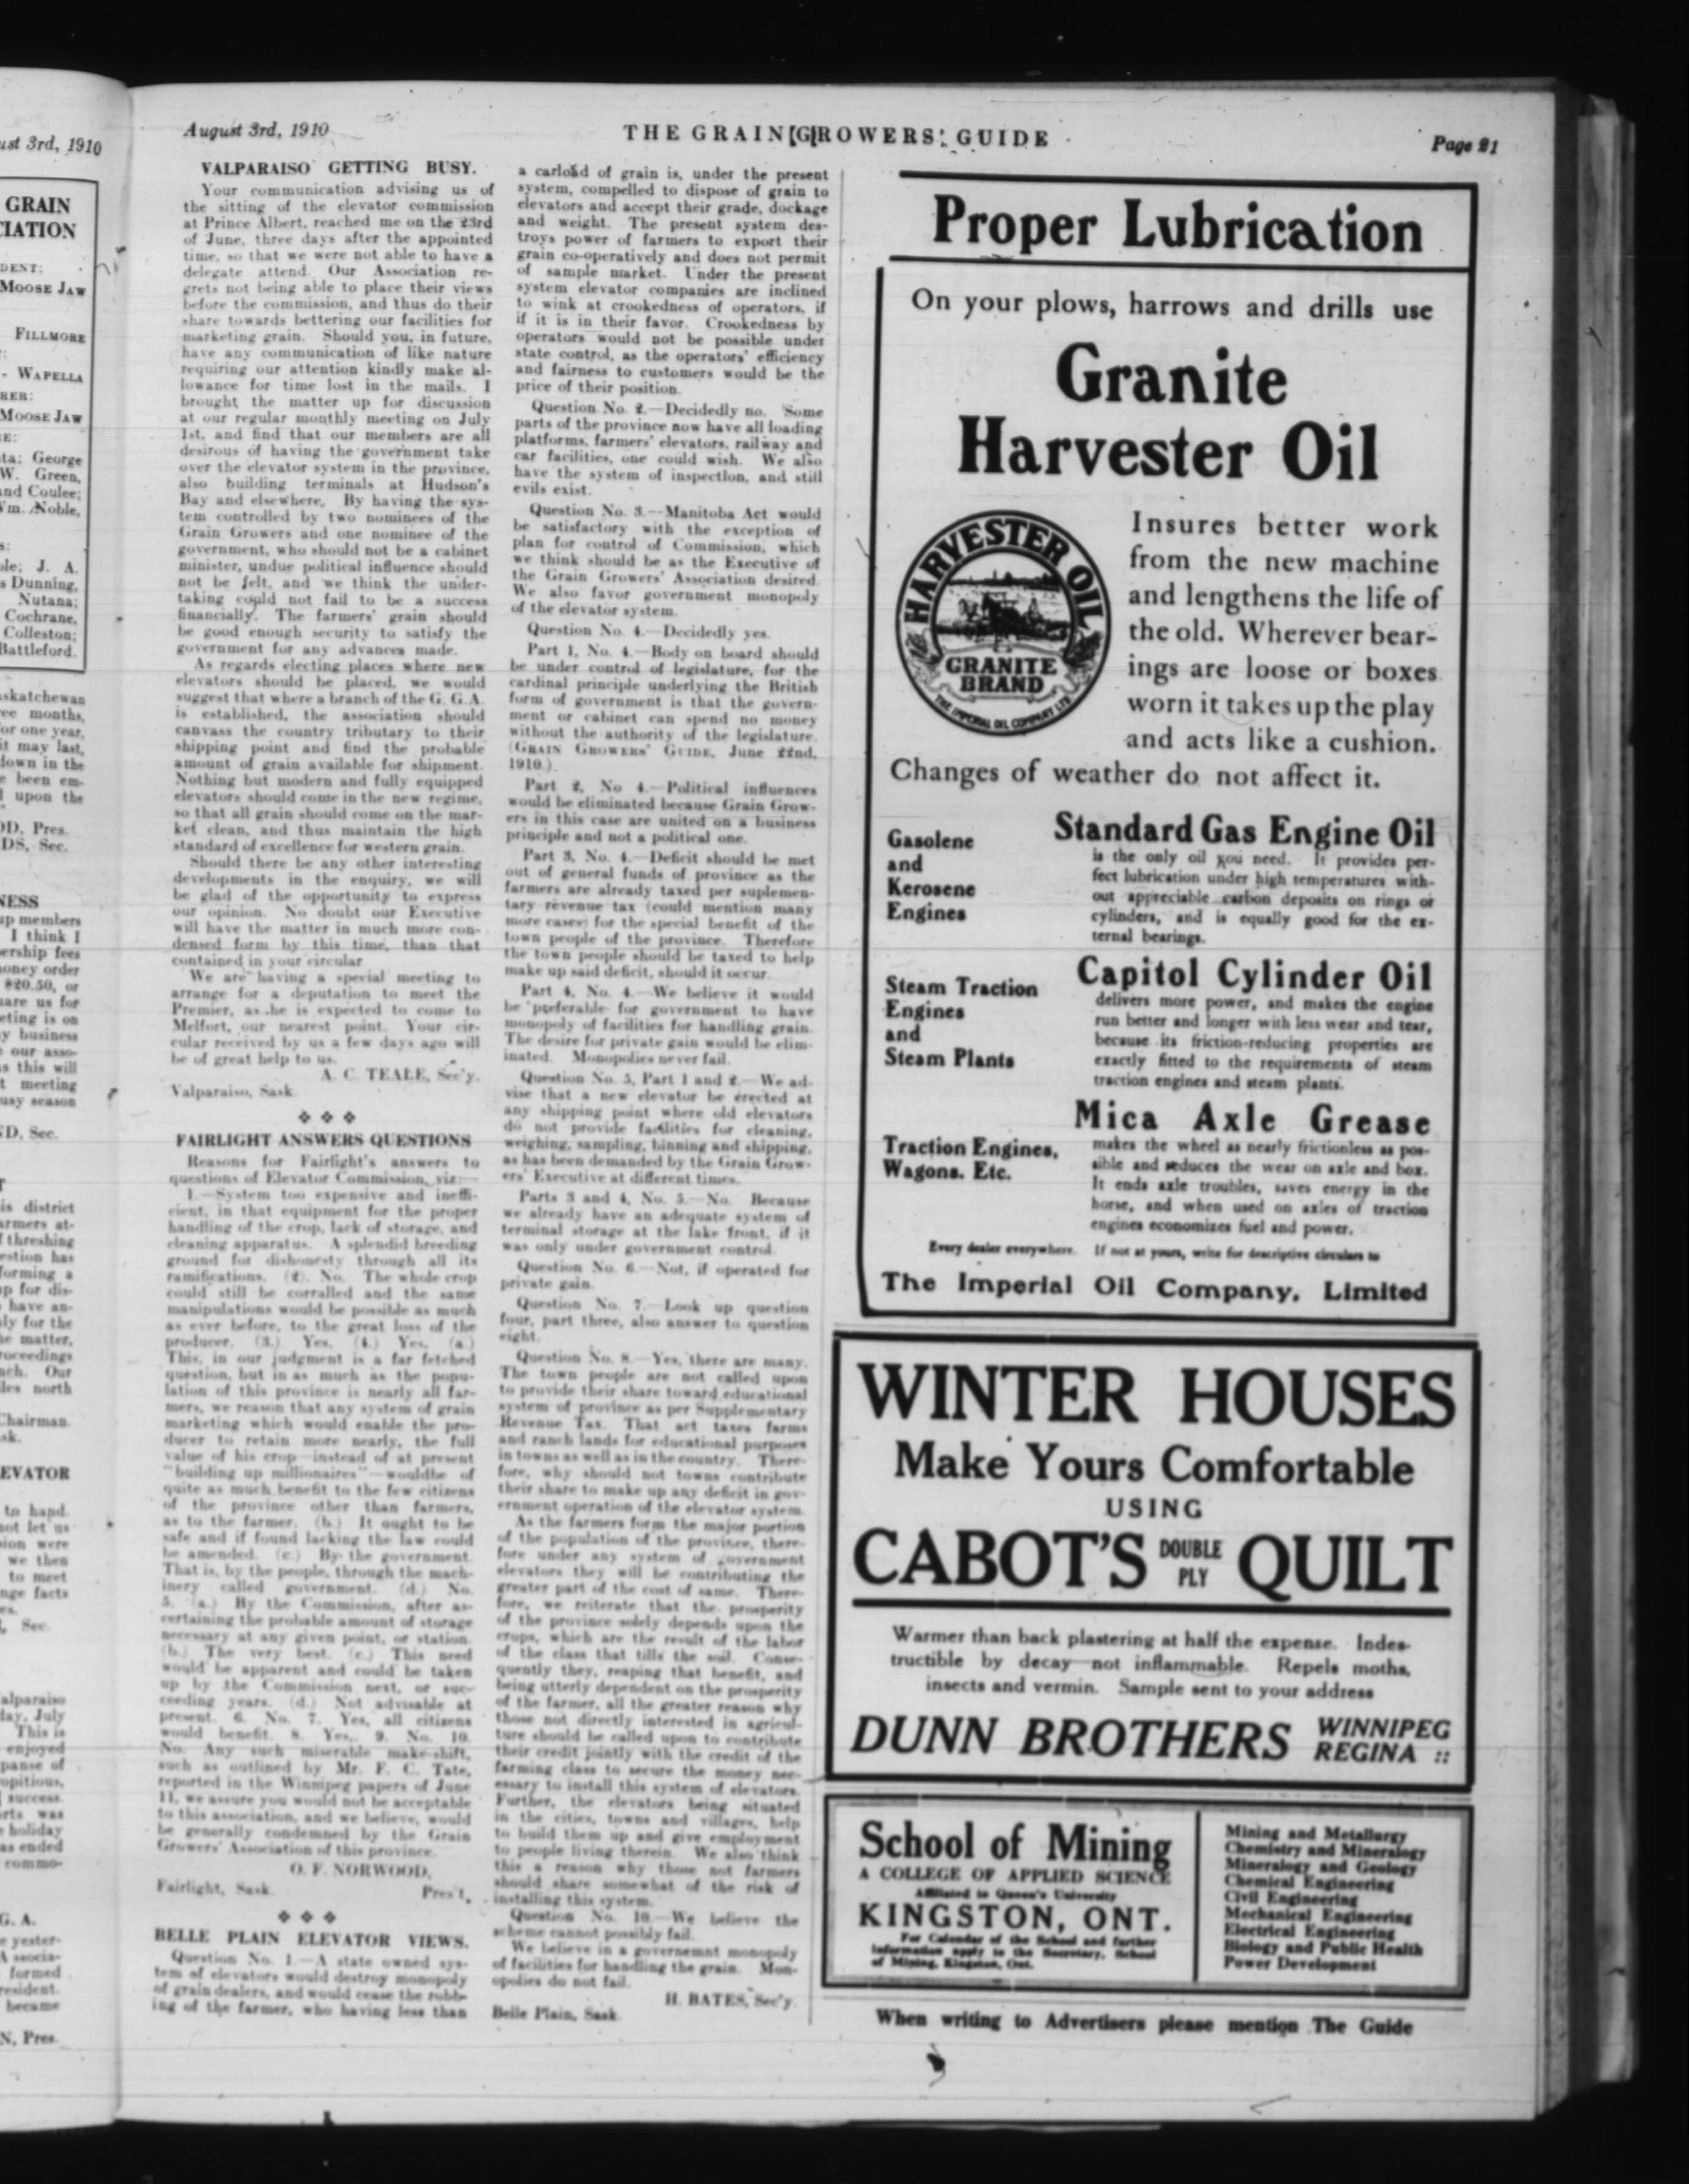 August 3rd, 1910
THE GRAIN GROWERS' GUIDE
Page 21
VALPARAISO GETTING BUSY.
Your communication advising us of
the sitting of the elevator commission
at Prince Albert, reached me on the 23rd
of June, three days after the appointed
time, so that we were not able to have a
delegate attend. Our Association re-
grets not being able to place their views
before the commission, and thus do their
share towards bettering our facilities for
marketing grain. Should you, in future,
have any communication of like nature
requiring our attention kindly make al-
lowance for time lost in the mails. I
brought the matter up for discussion
at our regular monthly meeting on July
1st, and find that our members are all
desirous of having the government take
over the elevator system in the province,
also building terminals at Hudson's
Bay and elsewhere. By having the sys-
tem controlled by two nominees of the
Grain Growers and one nominee of the
government, who should not be a cabinet
minister, undue political influence should
not be felt, and we think the under-
taking could not fail to be a success
financially. The farmers' grain should
be good enough security to satisfy the
government for any advances made.
As regards electing places where new
elevators should be placed, we would
suggest that where a branch of the G. G.A.
is established, the association should
canvass the country tributary to their
shipping point and find the probable
amount of grain available for shipment.
Nothing but modern and fully equipped
elevators should come in the new regime,
so that all grain should come on the mar-
ket clean, and thus maintain the high
standard of excellence for western grain.
Should there be any other interesting
developments in the enquiry, we will
be glad of the opportunity to express
our opinion. No doubt our Executive
will have the matter in much more con-
densed form by this time, than that
contained in your circular
We are having a special meeting to
arrange for a deputation to meet the
Premier, as he is expected to come to
Melfort, our nearest point. Your cir-
cular received by us a few days ago will
be of great help to us.
A. C. TEALE, Sec'y.
Valparaiso, Sask.
FAIRLIGHT ANSWERS QUESTIONS
Reasons for Fairlight's answers to
questions of Elevator Commission, viz:—
1.—System too expensive and ineffi-
cient, in that equipment for the proper
handling of the crop, lack of storage, and
cleaning apparatus. A splendid breeding
ground for dishonesty through all its
ramifications. (2). No. The whole crop
could still be corralled and the same
manipulations would be possible as much
as ever before, to the great loss of the
producer. (3.) Yes. (4.) Yes. (a.)
This, in our judgment is a far fetched
question, but in as much as the popu-
lation of this province is nearly all far-
mers, we reason that any system of grain
marketing which would enable the pro-
ducer to retain more nearly, the full
value of his crop—instead of at present
"building up millionaires"—wouldbe of
quite as much benefit to the few citizens
of the province other than farmers,
as to the farmer. (b.) It ought to be
safe and if found lacking the law could
be amended. (c.) By the government.
That is, by the people, through the mach-
inery called government. (d.) No.
5. (a.) By the Commission, after as-
certaining the probable amount of storage
necessary at any given point, or station.
(b.) The very best. (c.) This need
would be apparent and could be taken
up by the Commission next, or suc-
ceeding years. (d.) Not advisable at
present. 6. No. 7. Yes, all citizens
would benefit. 8. Yes,. 9. No. 10.
No. Any such miserable make-shift,
such as outlined by Mr. F. C. Tate,
reported in the Winnipeg papers of June
11, we assure you would not be acceptable
to this association, and we believe, would
be generally condemned by the Grain
Growers' Association of this province.
O. F. NORWOOD,
Fairlight, Sask. Pres't.
BELLE PLAIN ELEVATOR VIEWS.
Question No. 1.—A state owned sys-
tem of elevators would destroy monopoly
of grain dealers, and would cease the robb-
ing of the farmer, who having less than
a carload of grain is, under the present
system, compelled to dispose of grain to
elevators and accept their grade, dockage
and weight. The present system des-
troys power of farmers to export their
grain co-operatively and does not permit
of sample market. Under the present
system elevator companies are inclined
to wink at crookedness of operators, if
if it is in their favor. Crookedness by
operators would not be possible under
state control, as the operators' efficiency
and fairness to customers would be the
price of their position.
Question No. 2.—Decidedly no. Some
parts of the province now have all loading
platforms, farmers' elevators, railway and
car facilities, one could wish. We also
have the system of inspection, and still
evils exist.
Question No. 3.—Manitoba Act would
be satisfactory with the exception of
plan for control of Commission, which
we think should be as the Executive of
the Grain Growers' Association desired.
We also favor government monopoly
of the elevator system.
Question No. 4.—Decidedly yes.
Part 1, No. 4.—Body on board should
be under control of legislature, for the
cardinal principle underlying the British
form of government is that the govern-
ment or cabinet can spend no money
without the authority of the legislature.
(GRAIN GROWERS' GUIDE, June 22nd,
1910.)
Part 2, No 4.—Political influences
would be eliminated because Grain Grow-
ers in this case are united on a business
principle and not a political one.
Part 3, No. 4.—Deficit should be met
out of general funds of province as the
farmers are already taxed per suplemen-
tary revenue tax (could mention many
more cases) for the special benefit of the
town people of the province. Therefore
the town people should be taxed to help
make up said deficit, should it occur.
Part 4, No. 4.—We believe it would
be preferable for government to have
monopoly of facilities for handling grain.
The desire for private gain would be elim-
inated. Monopolies never fail.
Question No. 5, Part 1 and 2.—We ad-
vise that a new elevator be erected at
any shipping point where old elevators
do not provide facilities for cleaning,
weighing, sampling, binning and shipping,
as has been demanded by the Grain Grow-
ers' Executive at different times.
Parts 3 and 4, No. 5.—No. Because
we already have an adequate system of
terminal storage at the lake front, if it
was only under government control.
Question No. 6.—Not, if operated for
private gain.
Question No. 7.—Look up question
four, part three, also answer to question
eight.
Question No. 8.—Yes, there are many.
The town people are not called upon
to provide their share toward educational
system of province as per Supplementary
Revenue Tax. That act taxes farms
and ranch lands for educational purposes
in towns as well as in the country. There-
fore, why should not towns contribute
their share to make up any deficit in gov-
ernment operation of the elevator system.
As the farmers form the major portion
of the population of the province, there-
fore under any system of government
elevators they will be contributing the
greater part of the cost of same. There-
fore, we reiterate that the prosperity
of the province solely depends upon the
crops, which are the result of the labor
of the class that tills the soil. Conse-
quently they, reaping that benefit, and
being utterly dependent on the prosperity
of the farmer, all the greater reason why
those not directly interested in agricul-
ture should be called upon to contribute
their credit jointly with the credit of the
farming class to secure the money nec-
essary to install this system of elevators.
Further, the elevators being situated
in the cities, towns and villages, help
to build them up and give employment
to people living therein. We also think
this a reason why those not farmers
should share somewhat of the risk of
installing this system.
Question No. 10.—We believe the
scheme cannot possibly fail.
We believe in a governemnt monopoly
of facilities for handling the grain. Mon-
opolies do not fail.
H. BATES, Sec'y.
Belle Plain, Sask.
Proper Lubrication
On your plows, harrows and drills use
Granite
Harvester Oil
HARVESTER OIL
GRANITE
BRAND
THE IMPERIAL OIL COMPANY LTD
Insures better work
from the new machine
and lengthens the life of
the old. Wherever bear-
ings are loose or boxes
worn it takes up the play
and acts like a cushion.
Changes of weather do not affect it.
Gasolene
and
Kerosene
Engines
Standard Gas Engine Oil
is the only oil you need. It provides per-
fect lubrication under high temperatures with-
out appreciable carbon deposits on rings or
cylinders, and is equally good for the ex-
ternal bearings.
Steam Traction
Engines
and
Steam Plants
Capitol Cylinder Oil
delivers more power, and makes the engine
run better and longer with less wear and tear,
because its friction-reducing properties are
exactly fitted to the requirements of steam
traction engines and steam plants.
Traction Engines,
Wagons. Etc.
Mica Axle Grease
makes the wheel as nearly frictionless as pos-
sible and reduces the wear on axle and box.
It ends axle troubles, saves energy in the
horse, and when used on axles of traction
engines economizes fuel and power.
Every dealer everywhere. If not at yours, write for descriptive circulars to
The Imperial Oil Company, Limited
WINTER HOUSES
Make Yours Comfortable
USING
CABOT'S DOUBLE PLY QUILT
Warmer than back plastering at half the expense. Indes-
tructible by decay—not inflammable. Repels moths,
insects and vermin. Sample sent to your address
DUNN BROTHERS WINNIPEG
REGINA ::
School of Mining
A COLLEGE OF APPLIED SCIENCE
Affiliated to Queen's University
KINGSTON, ONT.
For Calendar of the School and further
information apply to the Secretary, School
of Mining, Kingston, Ont.
Mining and Metallurgy
Chemistry and Mineralogy
Mineralogy and Geology
Chemical Engineering
Civil Engineering
Mechanical Engineering
Electrical Engineering
Biology and Public Health
Power Development
When writing to Advertisers please mention The Guide